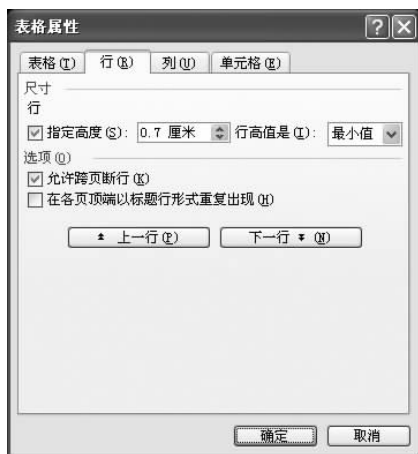 表格属性
表格(T) 行(R) 列(U) 单元格(E)
尺寸
行
指定高度(S): 0.7 厘米 行高值是(I): 最小值
选项(O)
允许跨页断行(K)
在各页顶端以标题行形式重复出现(H)
上一行(P) 下一行(N)
确定 取消